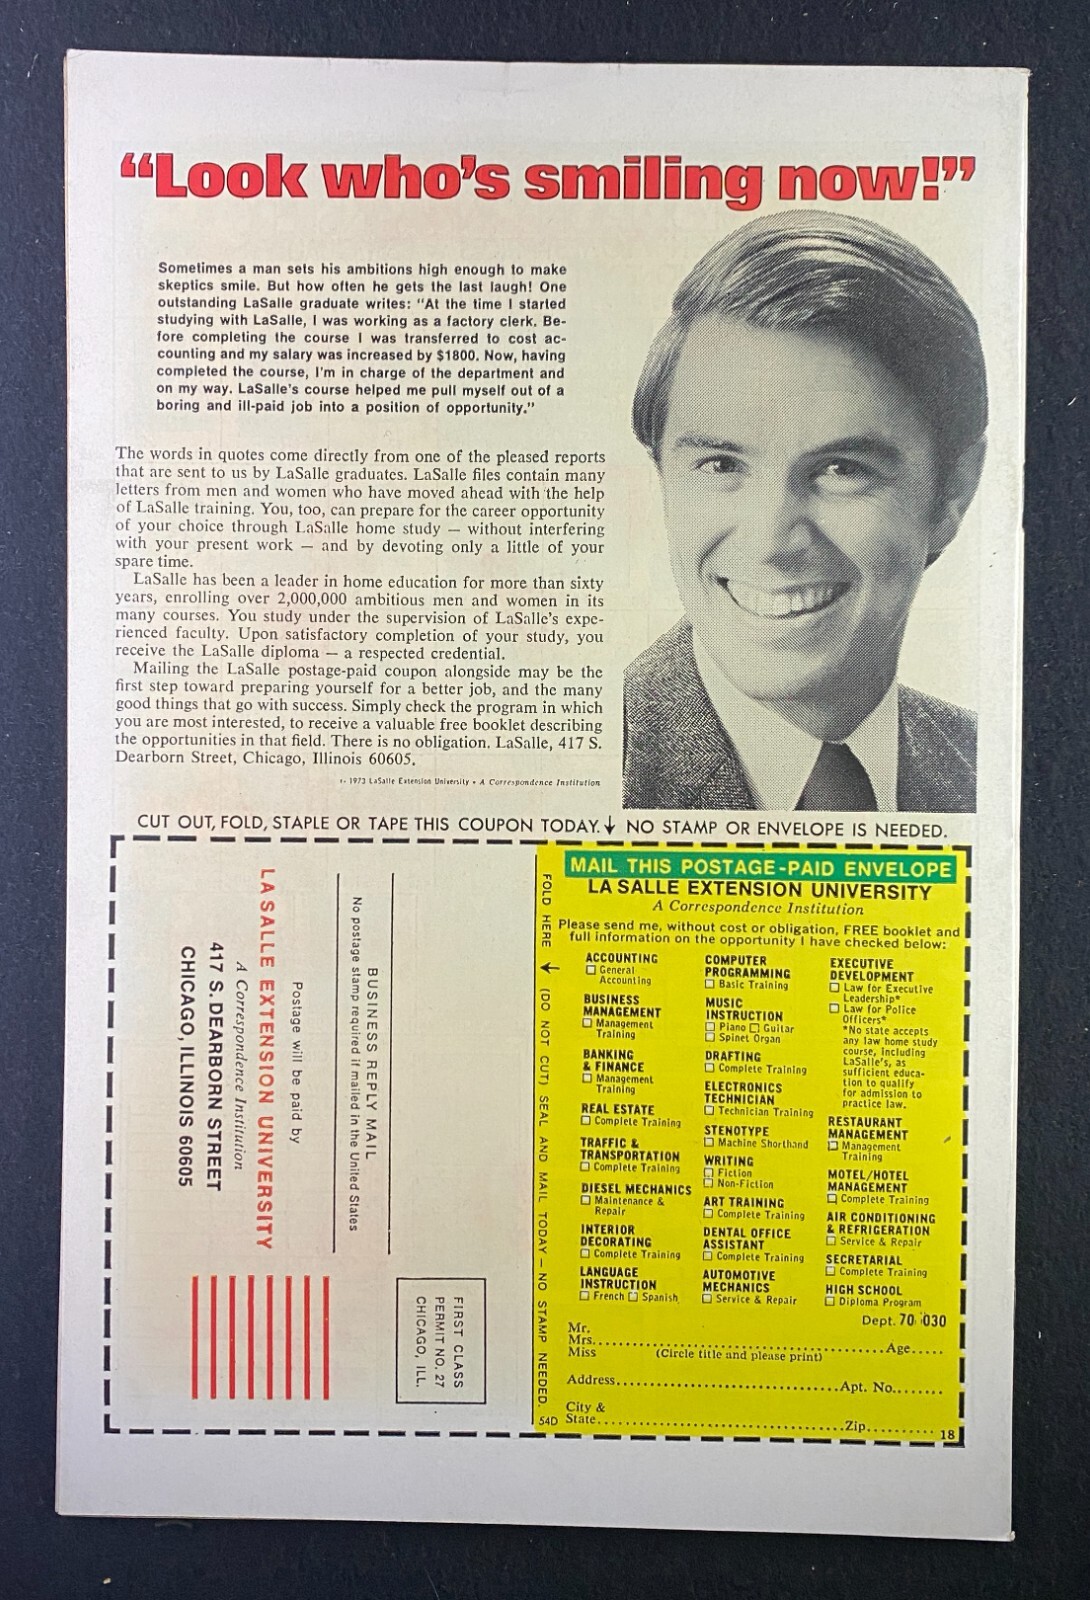 “Look who’s smiling now!”
Sometimes a man sets his ambitions high enough to make
skeptics smile. But how often he gets the last laugh! One
outstanding LaSalle graduate writes: "At the time I started
studying with LaSalle, I was working as a factory clerk. Be-
fore completing the course I was transferred to cost ac-
counting and my salary was increased by $1800. Now, having
completed the course, I'm in charge of the department and
on my way. LaSalle's course helped me pull myself out of a
boring and ill-paid job into a position of opportunity."
The words in quotes come directly from one of the pleased reports
that are sent to us by LaSalle graduates. LaSalle files contain many
letters from men and women who have moved ahead with the help
of LaSalle training. You, too, can prepare for the career opportunity
of your choice through LaSalle home study — without interfering
with your present work — and by devoting only a little of your
spare time.
LaSalle has been a leader in home education for more than sixty
years, enrolling over 2,000,000 ambitious men and women in its
many courses. You study under the supervision of LaSalle's expe-
rienced faculty. Upon satisfactory completion of your study, you
receive the LaSalle diploma — a respected credential.
Mailing the LaSalle postage-paid coupon alongside may be the
first step toward preparing yourself for a better job, and the many
good things that go with success. Simply check the program in which
you are most interested, to receive a valuable free booklet describing
the opportunities in that field. There is no obligation. LaSalle, 417 S.
Dearborn Street, Chicago, Illinois 60605.
1973 LaSalle Extension University • A Correspondence Institution
CUT OUT, FOLD, STAPLE OR TAPE THIS COUPON TODAY. ↓ NO STAMP OR ENVELOPE IS NEEDED.
FIRST CLASS
PERMIT NO. 27
CHICAGO, ILL.
BUSINESS REPLY MAIL
No postage stamp required if mailed in the United States
Postage will be paid by
LASALLE EXTENSION UNIVERSITY
A Correspondence Institution
417 S. DEARBORN STREET
CHICAGO, ILLINOIS 60605
FOLD HERE ↓ (DO NOT CUT) SEAL AND MAIL TODAY — NO STAMP NEEDED.
54D
MAIL THIS POSTAGE-PAID ENVELOPE
LA SALLE EXTENSION UNIVERSITY
A Correspondence Institution
Please send me, without cost or obligation, FREE booklet and
full information on the opportunity I have checked below:
ACCOUNTING
☐ General
Accounting
BUSINESS
MANAGEMENT
☐ Management
Training
BANKING
& FINANCE
☐ Management
Training
REAL ESTATE
☐ Complete Training
TRAFFIC &
TRANSPORTATION
☐ Complete Training
DIESEL MECHANICS
☐ Maintenance &
Repair
INTERIOR
DECORATING
☐ Complete Training
LANGUAGE
INSTRUCTION
☐ French ☐ Spanish
COMPUTER
PROGRAMMING
☐ Basic Training
MUSIC
INSTRUCTION
☐ Piano ☐ Guitar
☐ Spinet Organ
DRAFTING
☐ Complete Training
ELECTRONICS
TECHNICIAN
☐ Technician Training
STENOTYPE
☐ Machine Shorthand
WRITING
☐ Fiction
☐ Non-Fiction
ART TRAINING
☐ Complete Training
DENTAL OFFICE
ASSISTANT
☐ Complete Training
AUTOMOTIVE
MECHANICS
☐ Service & Repair
EXECUTIVE
DEVELOPMENT
☐ Law for Executive
Leadership*
☐ Law for Police
Officers*
*No state accepts
any law home study
course, including
LaSalle's, as
sufficient educa-
tion to qualify
for admission to
practice law.
RESTAURANT
MANAGEMENT
☐ Management
Training
MOTEL/HOTEL
MANAGEMENT
☐ Complete Training
AIR CONDITIONING
& REFRIGERATION
☐ Service & Repair
SECRETARIAL
☐ Complete Training
HIGH SCHOOL
☐ Diploma Program
Dept. 70 030
Mr.
Mrs. Age
Miss (Circle title and please print)
Address Apt. No.
City &
State Zip
18